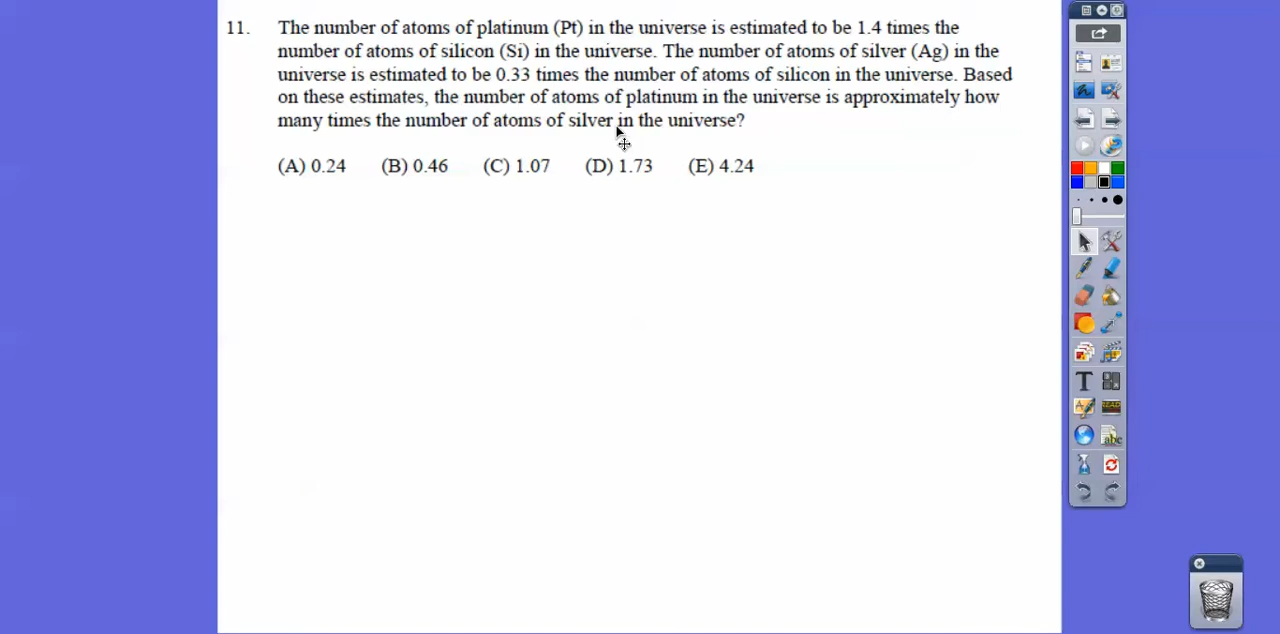 11. The number of atoms of platinum (Pt) in the universe is estimated to be 1.4 times the
number of atoms of silicon (Si) in the universe. The number of atoms of silver (Ag) in the
universe is estimated to be 0.33 times the number of atoms of silicon in the universe. Based
on these estimates, the number of atoms of platinum in the universe is approximately how
many times the number of atoms of silver in the universe?
(A) 0.24 (B) 0.46 (C) 1.07 (D) 1.73 (E) 4.24
T
abc